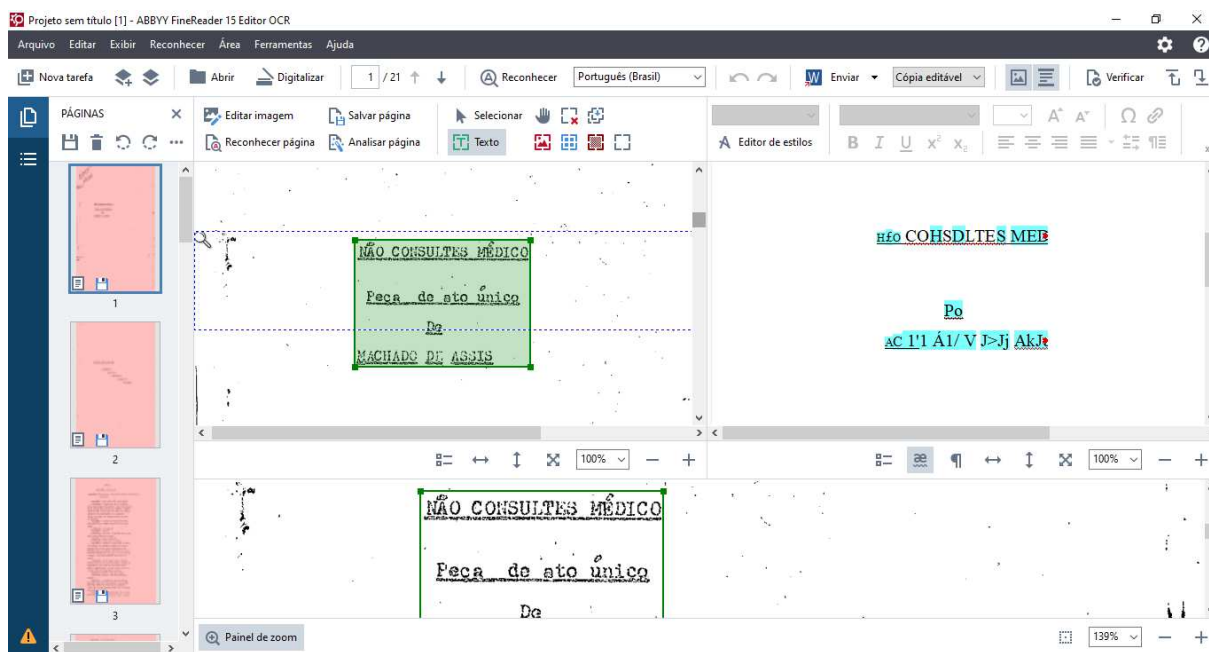 Projeto sem título [1] - ABBYY FineReader 15 Editor OCR
Arquivo Editar Exibir Reconhecer Área Ferramentas Ajuda
Nova tarefa Abrir Digitalizar 1 / 21 Reconhecer Português (Brasil) Enviar Cópia editável Verificar
PÁGINAS
Editar imagem Salvar página Selecionar
Reconhecer página Analisar página Texto
A Editor de estilos B I U x² x₂
NÃO CONSULTES MÉDICO
Peça de ato único
De
MACHADO DE ASSIS
1
2
3
Hfo COHSDLTES MED
Po
AC 1'1 Á1/ V J>Jj AkJ
100%
100%
NÃO CONSULTES MÉDICO
Peça de ato único
De
Painel de zoom
139%